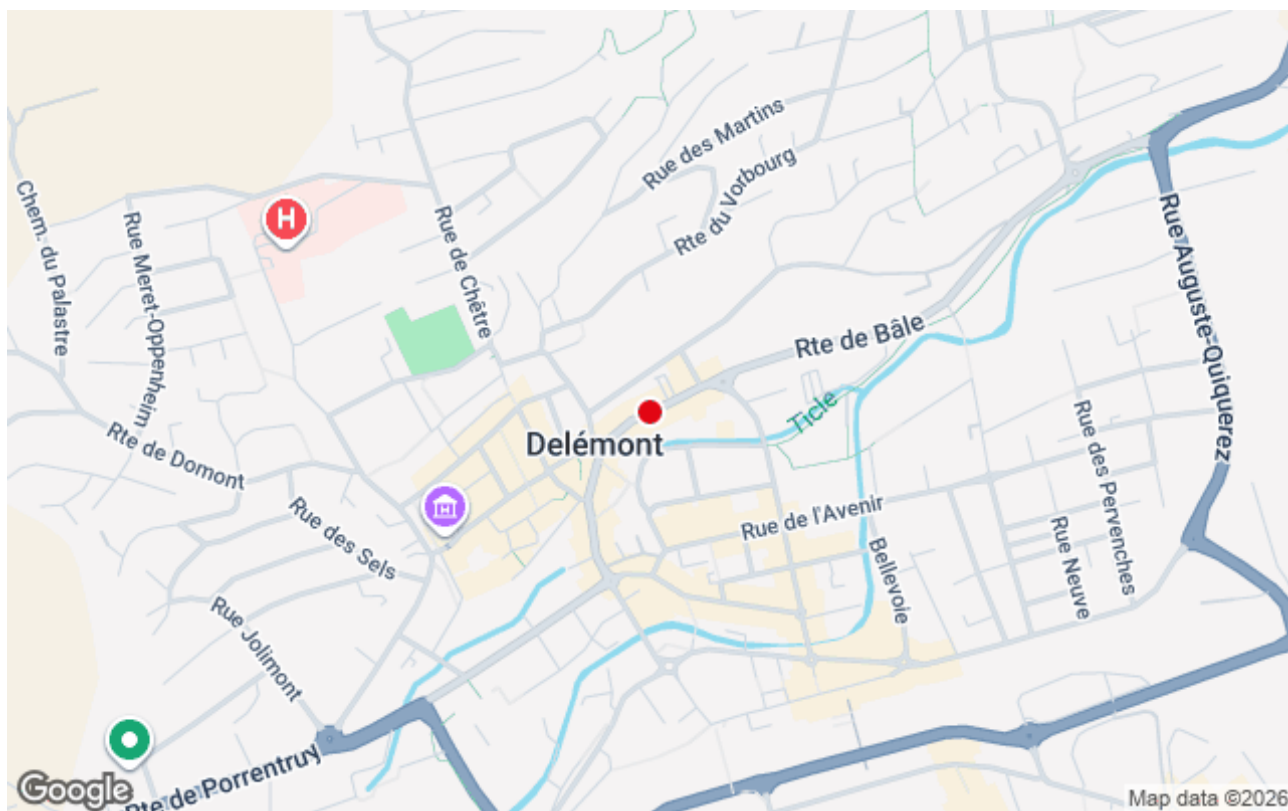 Rue des Martins
Rte du Vorbourg
Rue de Chêtre
H
Chem. du Palastre
Rue Meret-Oppenheim
Rue Auguste-Quiquerez
Rte de Bâle
Ticle
Delémont
Rte de Domont
Rue des Sels
Rue de l'Avenir
Rue des Pervenches
Rue Neuve
Bellevoie
Rue Jolimont
Rte de Porrentruy
Google
Map data ©2026